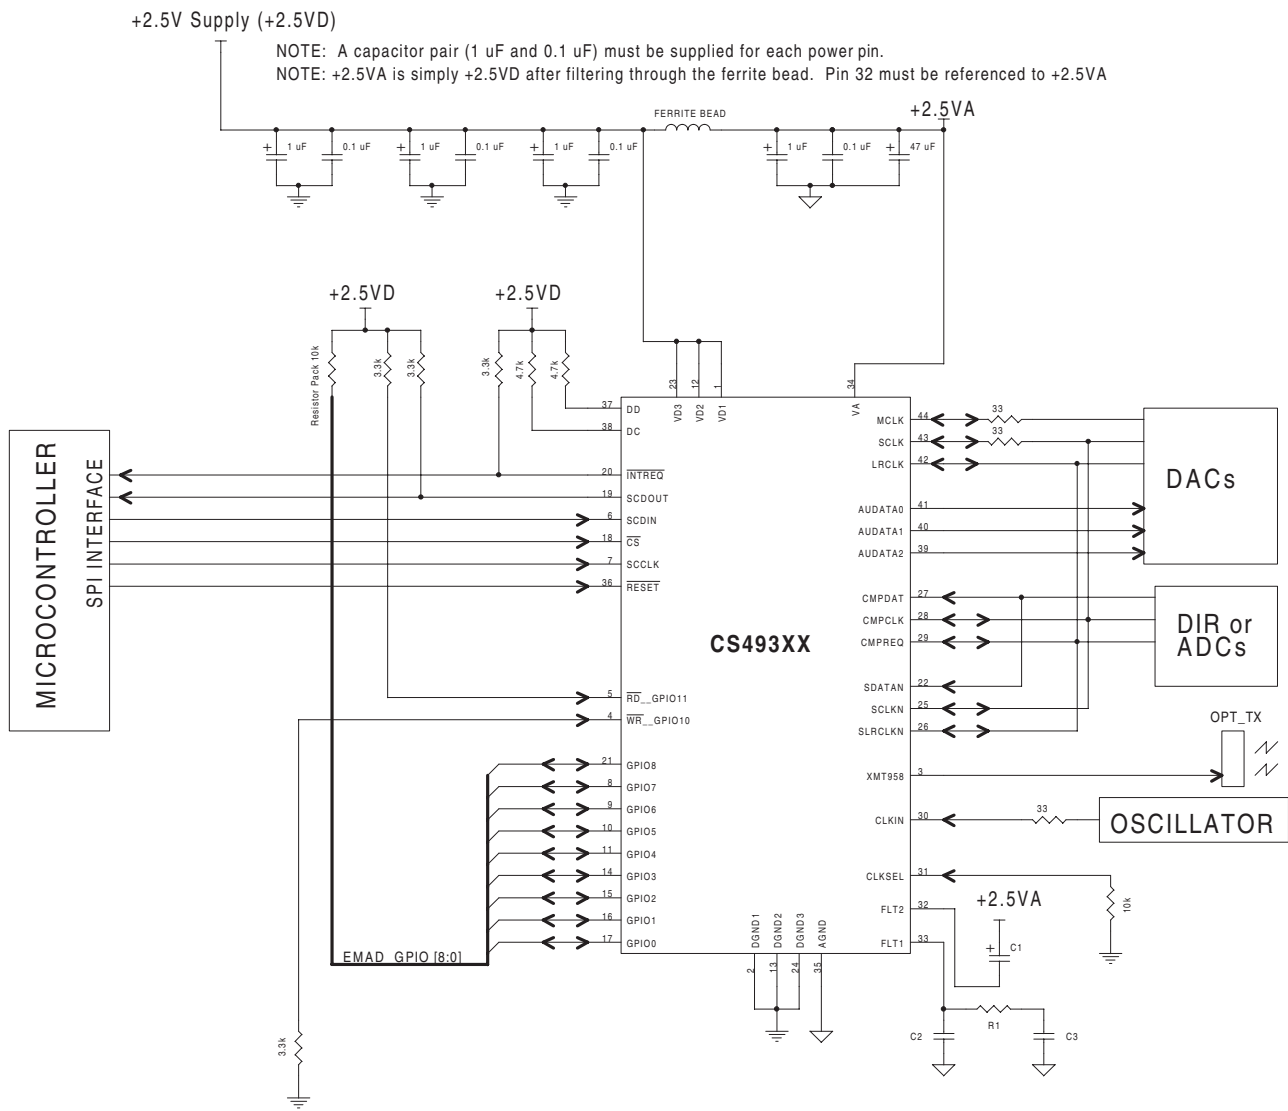 +2.5V Supply (+2.5VD)
NOTE: A capacitor pair (1 uF and 0.1 uF) must be supplied for each power pin.
NOTE: +2.5VA is simply +2.5VD after filtering through the ferrite bead. Pin 32 must be referenced to +2.5VA
FERRITE BEAD
+2.5VA
+ 1 uF
0.1 uF
+ 1 uF
0.1 uF
+ 1 uF
0.1 uF
+ 1 uF
0.1 uF
+ 47 uF
+2.5VD
+2.5VD
Resistor Pack 10k
3.3k
3.3k
3.3k
4.7k
4.7k
23
12
1
34
VD3
VD2
VD1
VA
37 DD
38 DC
20 INTREQ
19 SCDOUT
6 SCDIN
18 CS
7 SCCLK
36 RESET
5 RD__GPIO11
4 WR__GPIO10
21 GPIO8
8 GPIO7
9 GPIO6
10 GPIO5
11 GPIO4
14 GPIO3
15 GPIO2
16 GPIO1
17 GPIO0
MICROCONTROLLER
SPI INTERFACE
CS493XX
MCLK 44 33
SCLK 43 33
LRCLK 42
AUDATA0 41
AUDATA1 40
AUDATA2 39
DACs
CMPDAT 27
CMPCLK 28
CMPREQ 29
DIR or
ADCs
SDATAN 22
SCLKN 25
SLRCLKN 26
OPT_TX
XMT958 3
CLKIN 30 33
OSCILLATOR
CLKSEL 31
10k
FLT2 32
+2.5VA
FLT1 33
+ C1
EMAD_GPIO [8:0]
DGND1
DGND2
DGND3
AGND
2
13
24
35
C2
R1
C3
3.3k